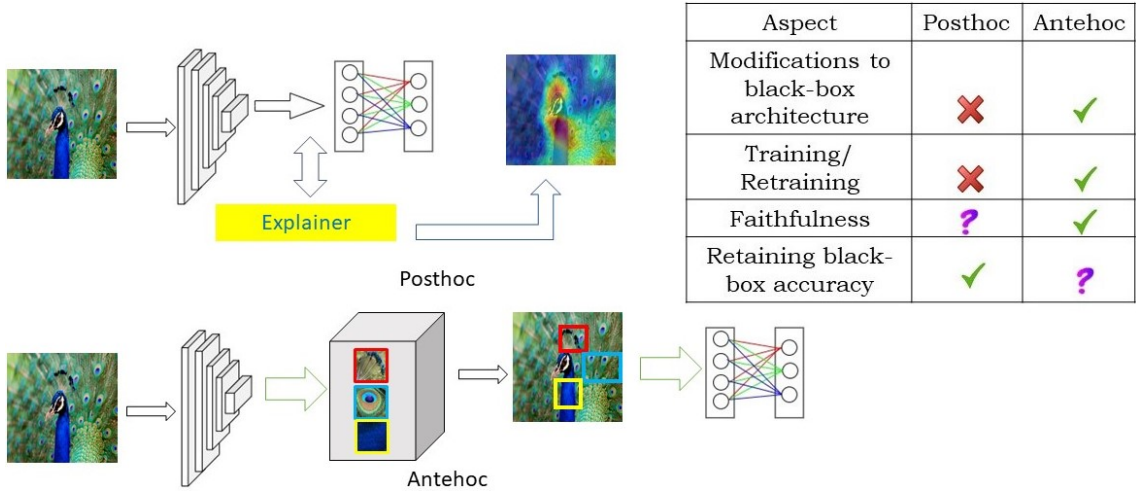 Aspect Posthoc Antehoc
Modifications to
black-box
architecture
Training/
Retraining
Faithfulness
Retaining black-
box accuracy
Explainer
Posthoc
Antehoc